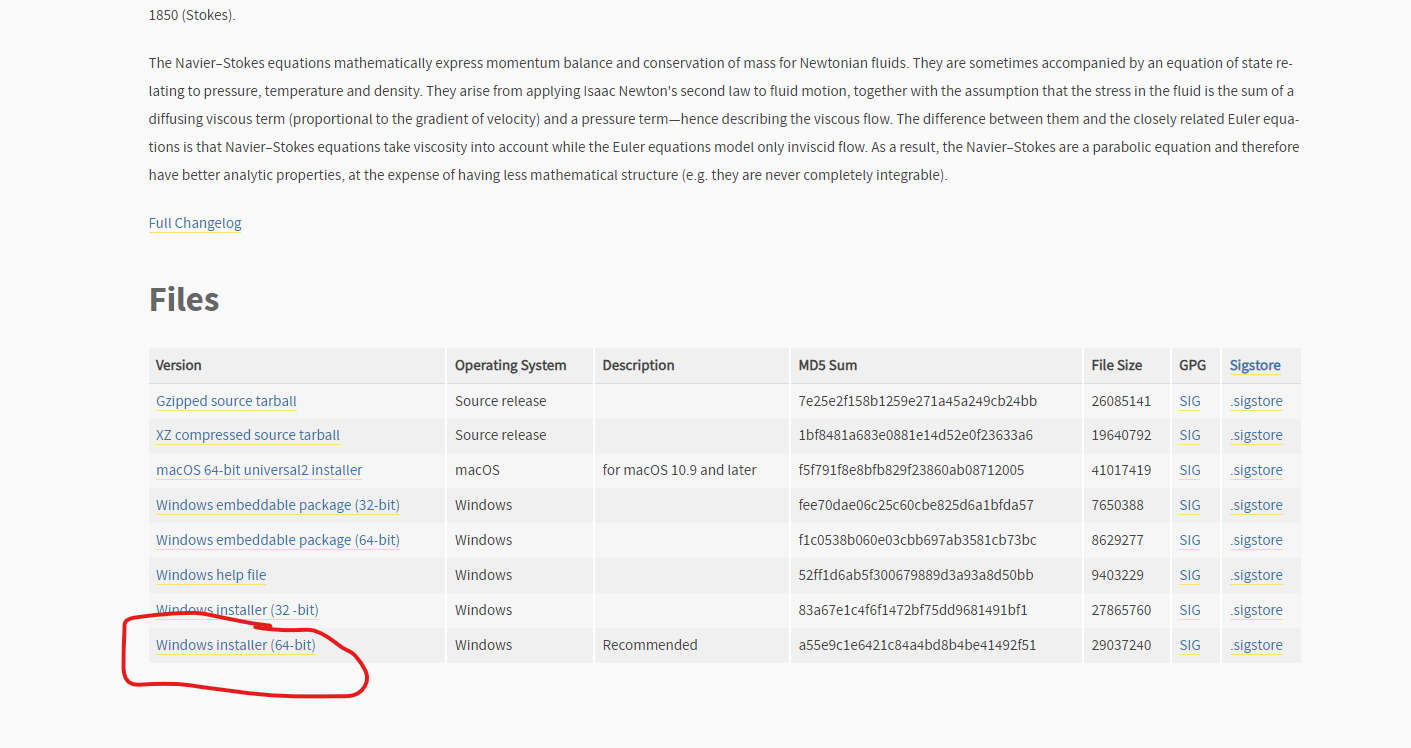 1850 (Stokes).
The Navier–Stokes equations mathematically express momentum balance and conservation of mass for Newtonian fluids. They are sometimes accompanied by an equation of state re-
lating to pressure, temperature and density. They arise from applying Isaac Newton's second law to fluid motion, together with the assumption that the stress in the fluid is the sum of a
diffusing viscous term (proportional to the gradient of velocity) and a pressure term—hence describing the viscous flow. The difference between them and the closely related Euler equa-
tions is that Navier–Stokes equations take viscosity into account while the Euler equations model only inviscid flow. As a result, the Navier–Stokes are a parabolic equation and therefore
have better analytic properties, at the expense of having less mathematical structure (e.g. they are never completely integrable).
Full Changelog
Files
Version Operating System Description MD5 Sum File Size GPG Sigstore
Gzipped source tarball Source release 7e25e2f158b1259e271a45a249cb24bb 26085141 SIG .sigstore
XZ compressed source tarball Source release 1bf8481a683e0881e14d52e0f23633a6 19640792 SIG .sigstore
macOS 64-bit universal2 installer macOS for macOS 10.9 and later f5f791f8e8bfb829f23860ab08712005 41017419 SIG .sigstore
Windows embeddable package (32-bit) Windows fee70dae06c25c60cbe825d6a1bfda57 7650388 SIG .sigstore
Windows embeddable package (64-bit) Windows f1c0538b060e03cbb697ab3581cb73bc 8629277 SIG .sigstore
Windows help file Windows 52ff1d6ab5f300679889d3a93a8d50bb 9403229 SIG .sigstore
Windows installer (32 -bit) Windows 83a67e1c4f6f1472bf75dd9681491bf1 27865760 SIG .sigstore
Windows installer (64-bit) Windows Recommended a55e9c1e6421c84a4bd8b4be41492f51 29037240 SIG .sigstore